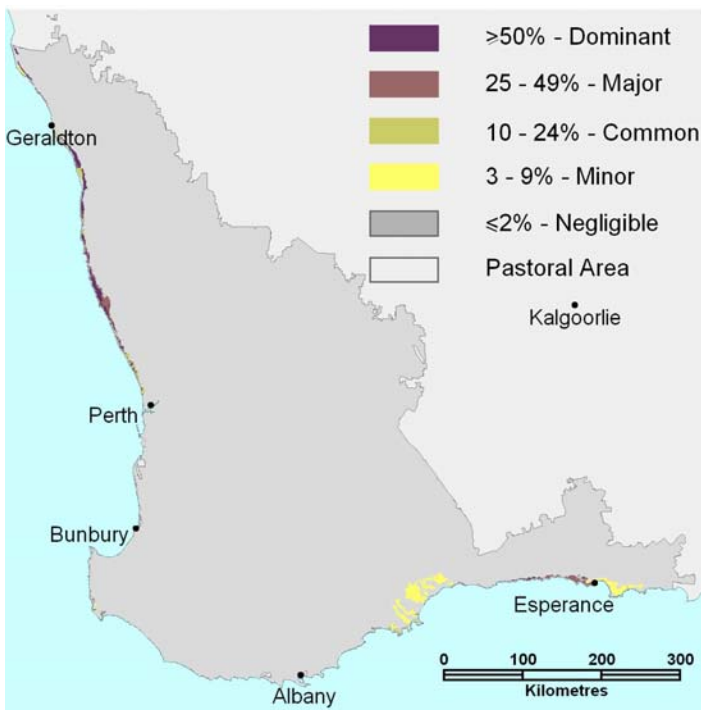 ≥50% - Dominant
25 - 49% - Major
10 - 24% - Common
3 - 9% - Minor
≤2% - Negligible
Pastoral Area
Geraldton
Kalgoorlie
Perth
Bunbury
Esperance
Albany
0 100 200 300
Kilometres